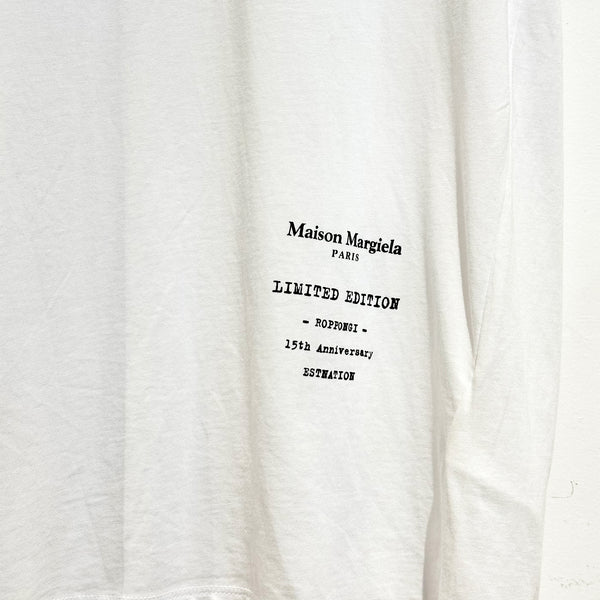 Maison Margiela
PARIS
LIMITED EDITION
- ROPPONGI -
15th Anniversary
ESTNATION